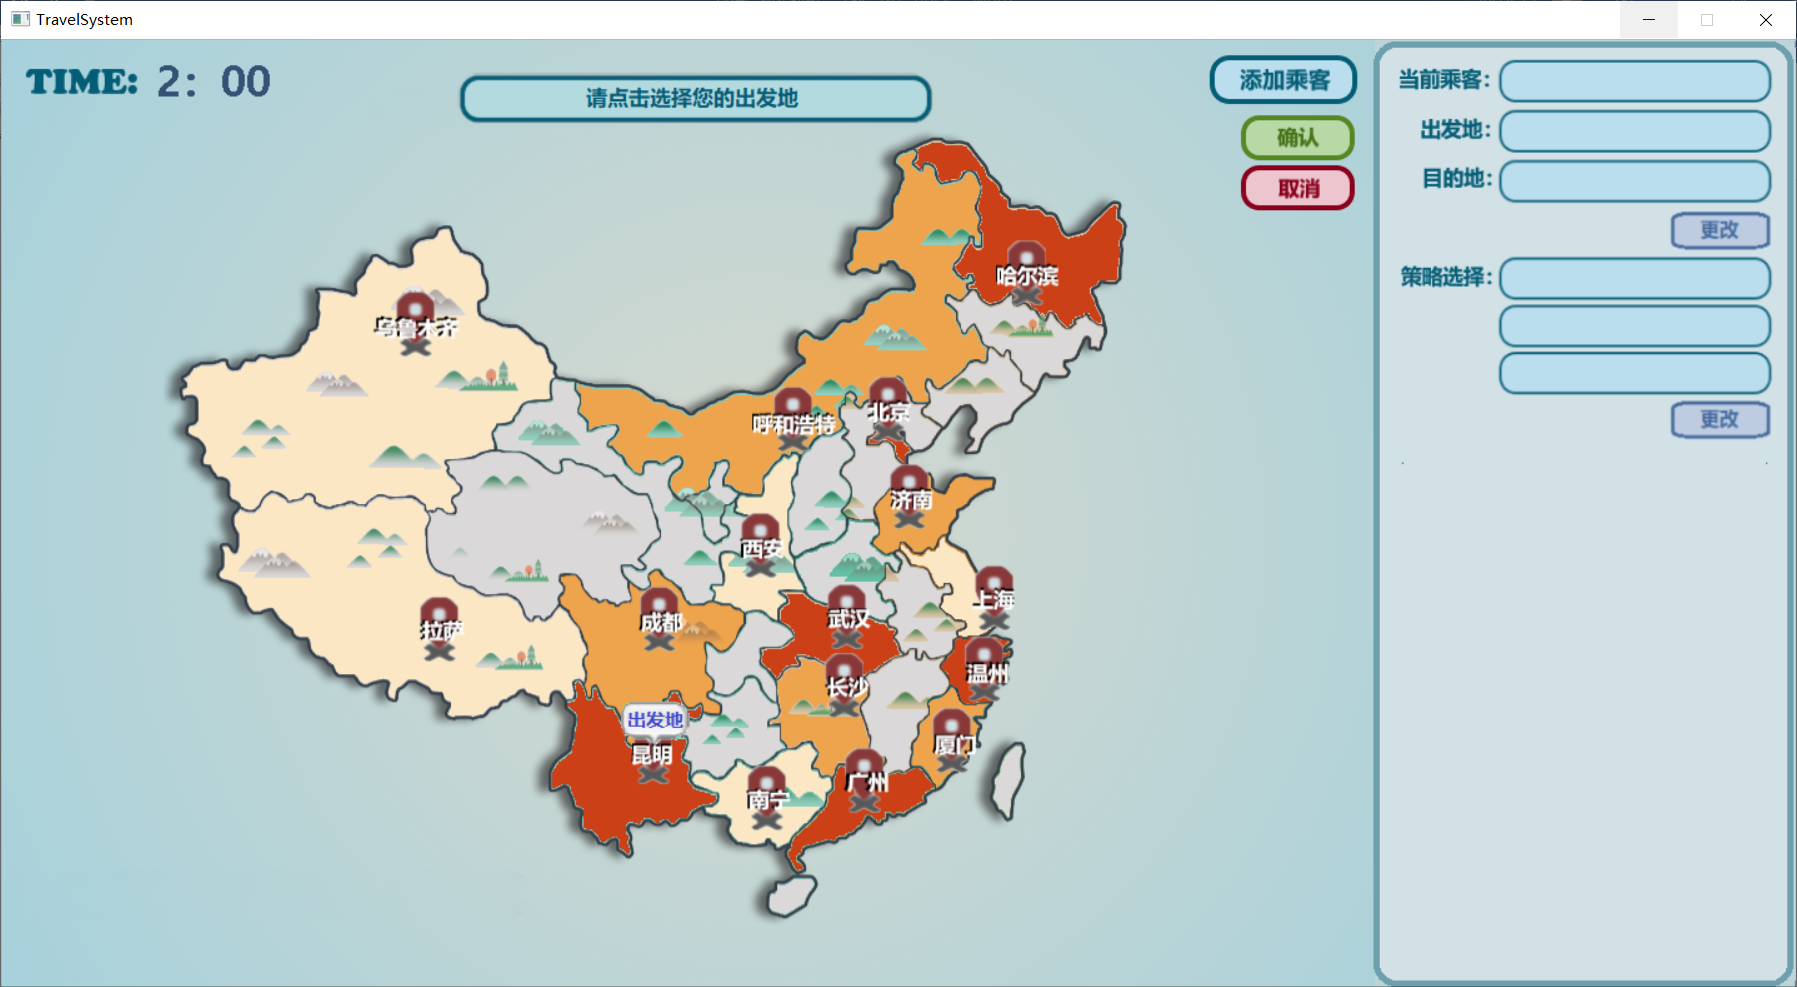 TravelSystem
TIME: 2: 00
请点击选择您的出发地
添加乘客
确认
取消
当前乘客:
出发地:
目的地:
更改
策略选择:
更改
哈尔滨
乌鲁木齐
呼和浩特
北京
济南
西安
上海
成都
武汉
拉萨
温州
长沙
出发地
昆明
厦门
广州
南宁